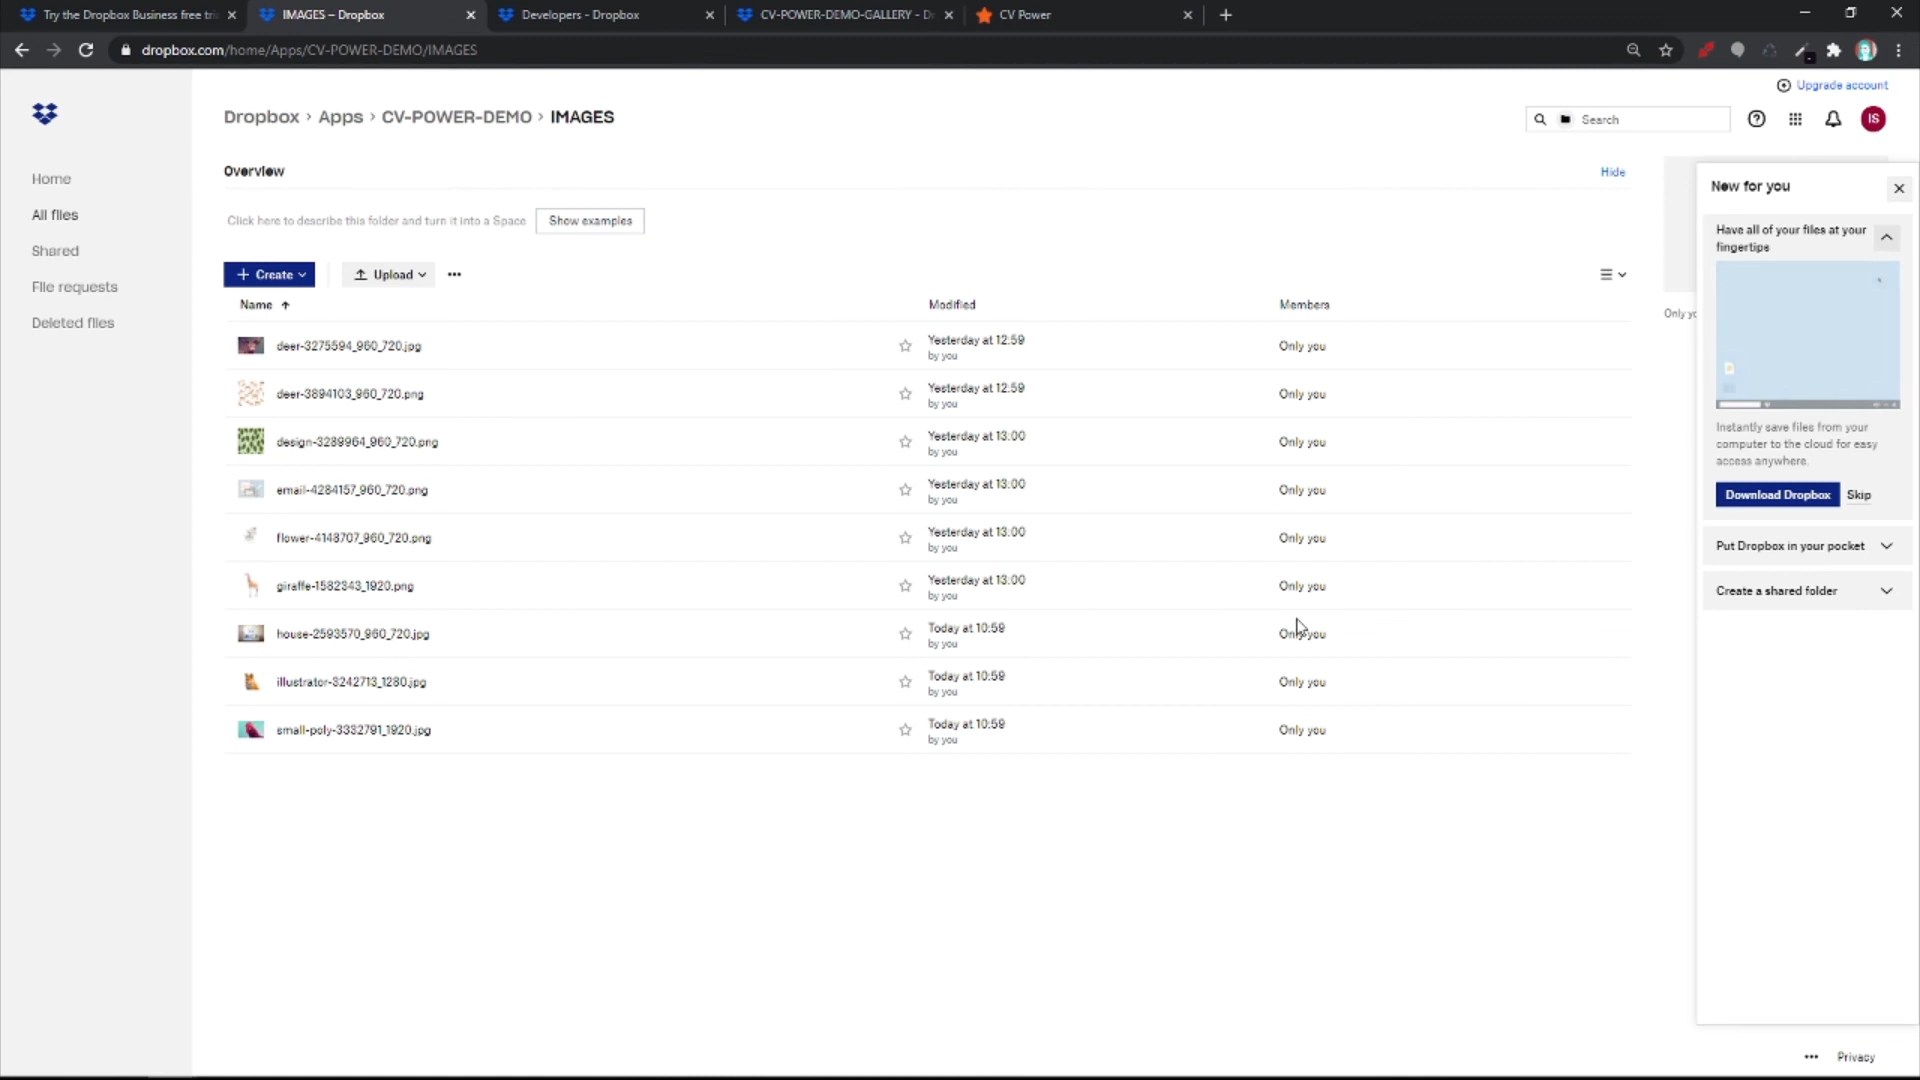 Try the Dropbox Business free tri
IMAGES – Dropbox
Developers - Dropbox
CV-POWER-DEMO-GALLERY - Dr
CV Power
dropbox.com/home/Apps/CV-POWER-DEMO/IMAGES
Upgrade account
Dropbox › Apps › CV-POWER-DEMO › IMAGES
Search
IS
Home
All files
Shared
File requests
Deleted files
Overview
Hide
Click here to describe this folder and turn it into a Space
Show examples
Create
Upload
Name
Modified
Members
deer-3275594_960_720.jpg
Yesterday at 12:59
by you
Only you
deer-3894103_960_720.png
Yesterday at 12:59
by you
Only you
design-3289964_960_720.png
Yesterday at 13:00
by you
Only you
email-4284157_960_720.png
Yesterday at 13:00
by you
Only you
flower-4148707_960_720.png
Yesterday at 13:00
by you
Only you
giraffe-1582343_1920.png
Yesterday at 13:00
by you
Only you
house-2593570_960_720.jpg
Today at 10:59
by you
Only you
illustrator-3242713_1280.jpg
Today at 10:59
by you
Only you
small-poly-3332791_1920.jpg
Today at 10:59
by you
Only you
Only yo
New for you
Have all of your files at your
fingertips
Instantly save files from your
computer to the cloud for easy
access anywhere.
Download Dropbox
Skip
Put Dropbox in your pocket
Create a shared folder
Privacy